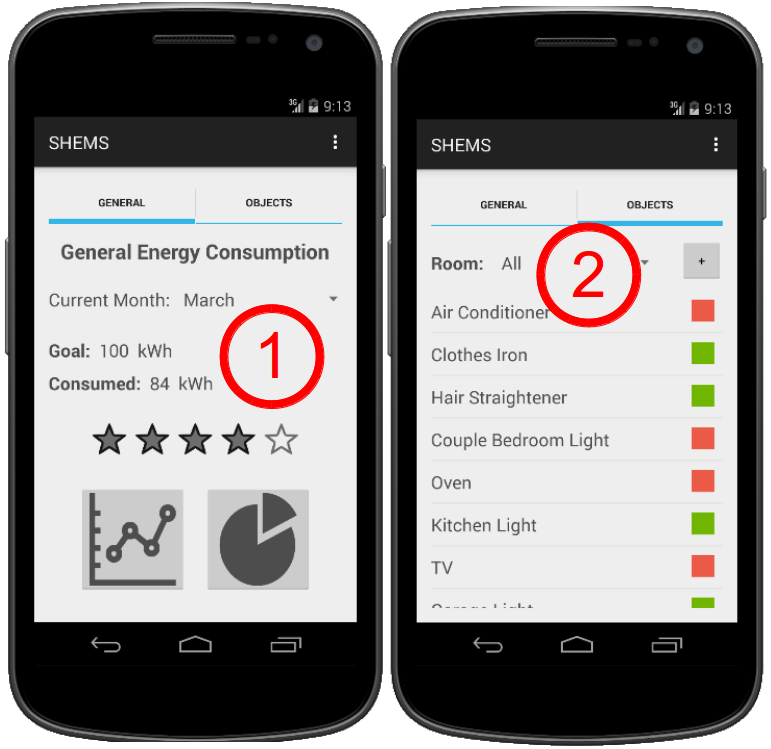 3G 9:13
SHEMS
GENERAL OBJECTS
General Energy Consumption
Current Month: March
Goal: 100 kWh
Consumed: 84 kWh
1
3G 9:13
SHEMS
GENERAL OBJECTS
Room: All +
2
Air Conditioner
Clothes Iron
Hair Straightener
Couple Bedroom Light
Oven
Kitchen Light
TV
Garage Light